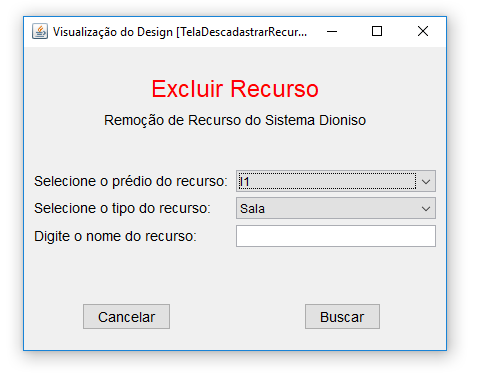 Visualização do Design [TelaDescadastrarRecur...
Excluir Recurso
Remoção de Recurso do Sistema Dioniso
Selecione o prédio do recurso: I1
Selecione o tipo do recurso: Sala
Digite o nome do recurso:
Cancelar Buscar